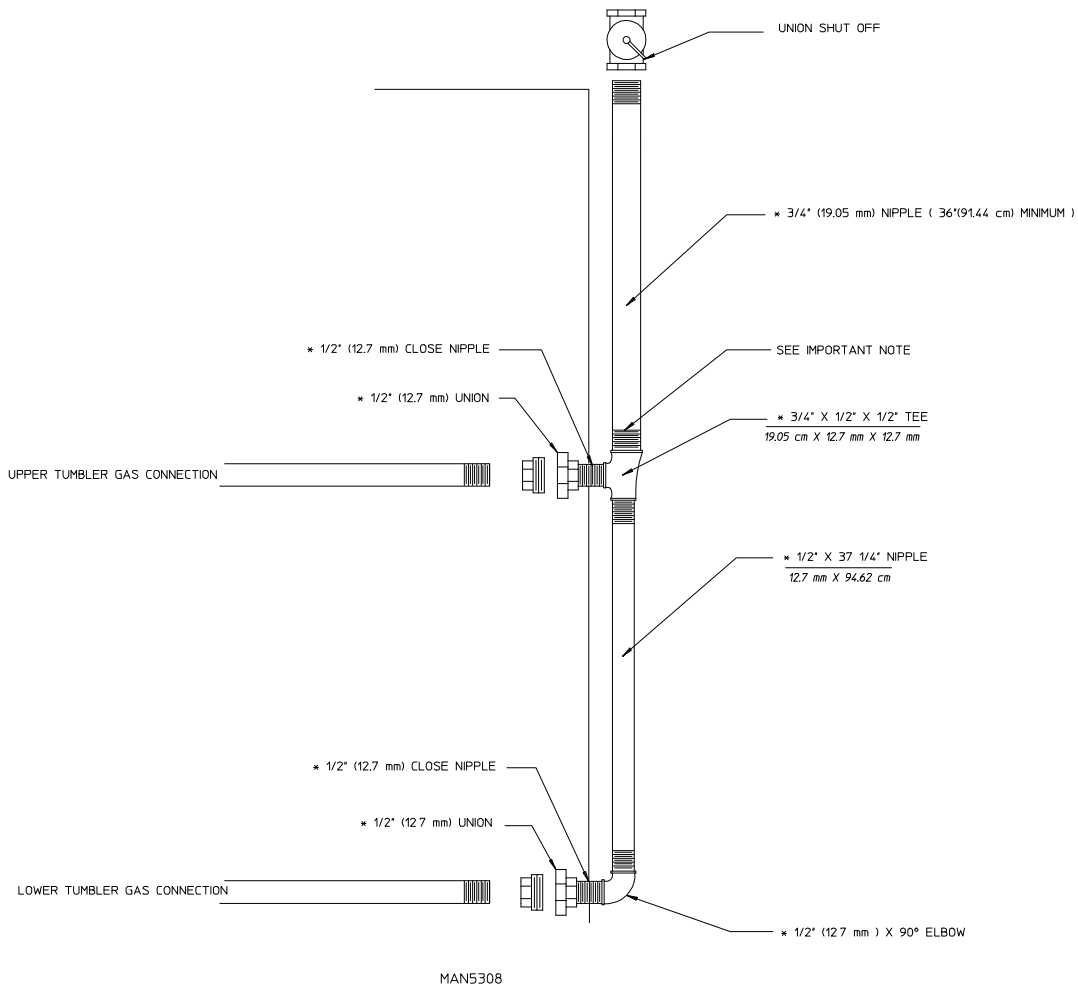 UNION SHUT OFF
* 3/4" (19.05 mm) NIPPLE ( 36"(91.44 cm) MINIMUM )
* 1/2" (12.7 mm) CLOSE NIPPLE
SEE IMPORTANT NOTE
* 1/2" (12.7 mm) UNION
* 3/4" X 1/2" X 1/2" TEE
19.05 cm X 12.7 mm X 12.7 mm
UPPER TUMBLER GAS CONNECTION
* 1/2" X 37 1/4" NIPPLE
12.7 mm X 94.62 cm
* 1/2" (12.7 mm) CLOSE NIPPLE
* 1/2" (12 7 mm) UNION
LOWER TUMBLER GAS CONNECTION
* 1/2" (12 7 mm ) X 90° ELBOW
MAN5308